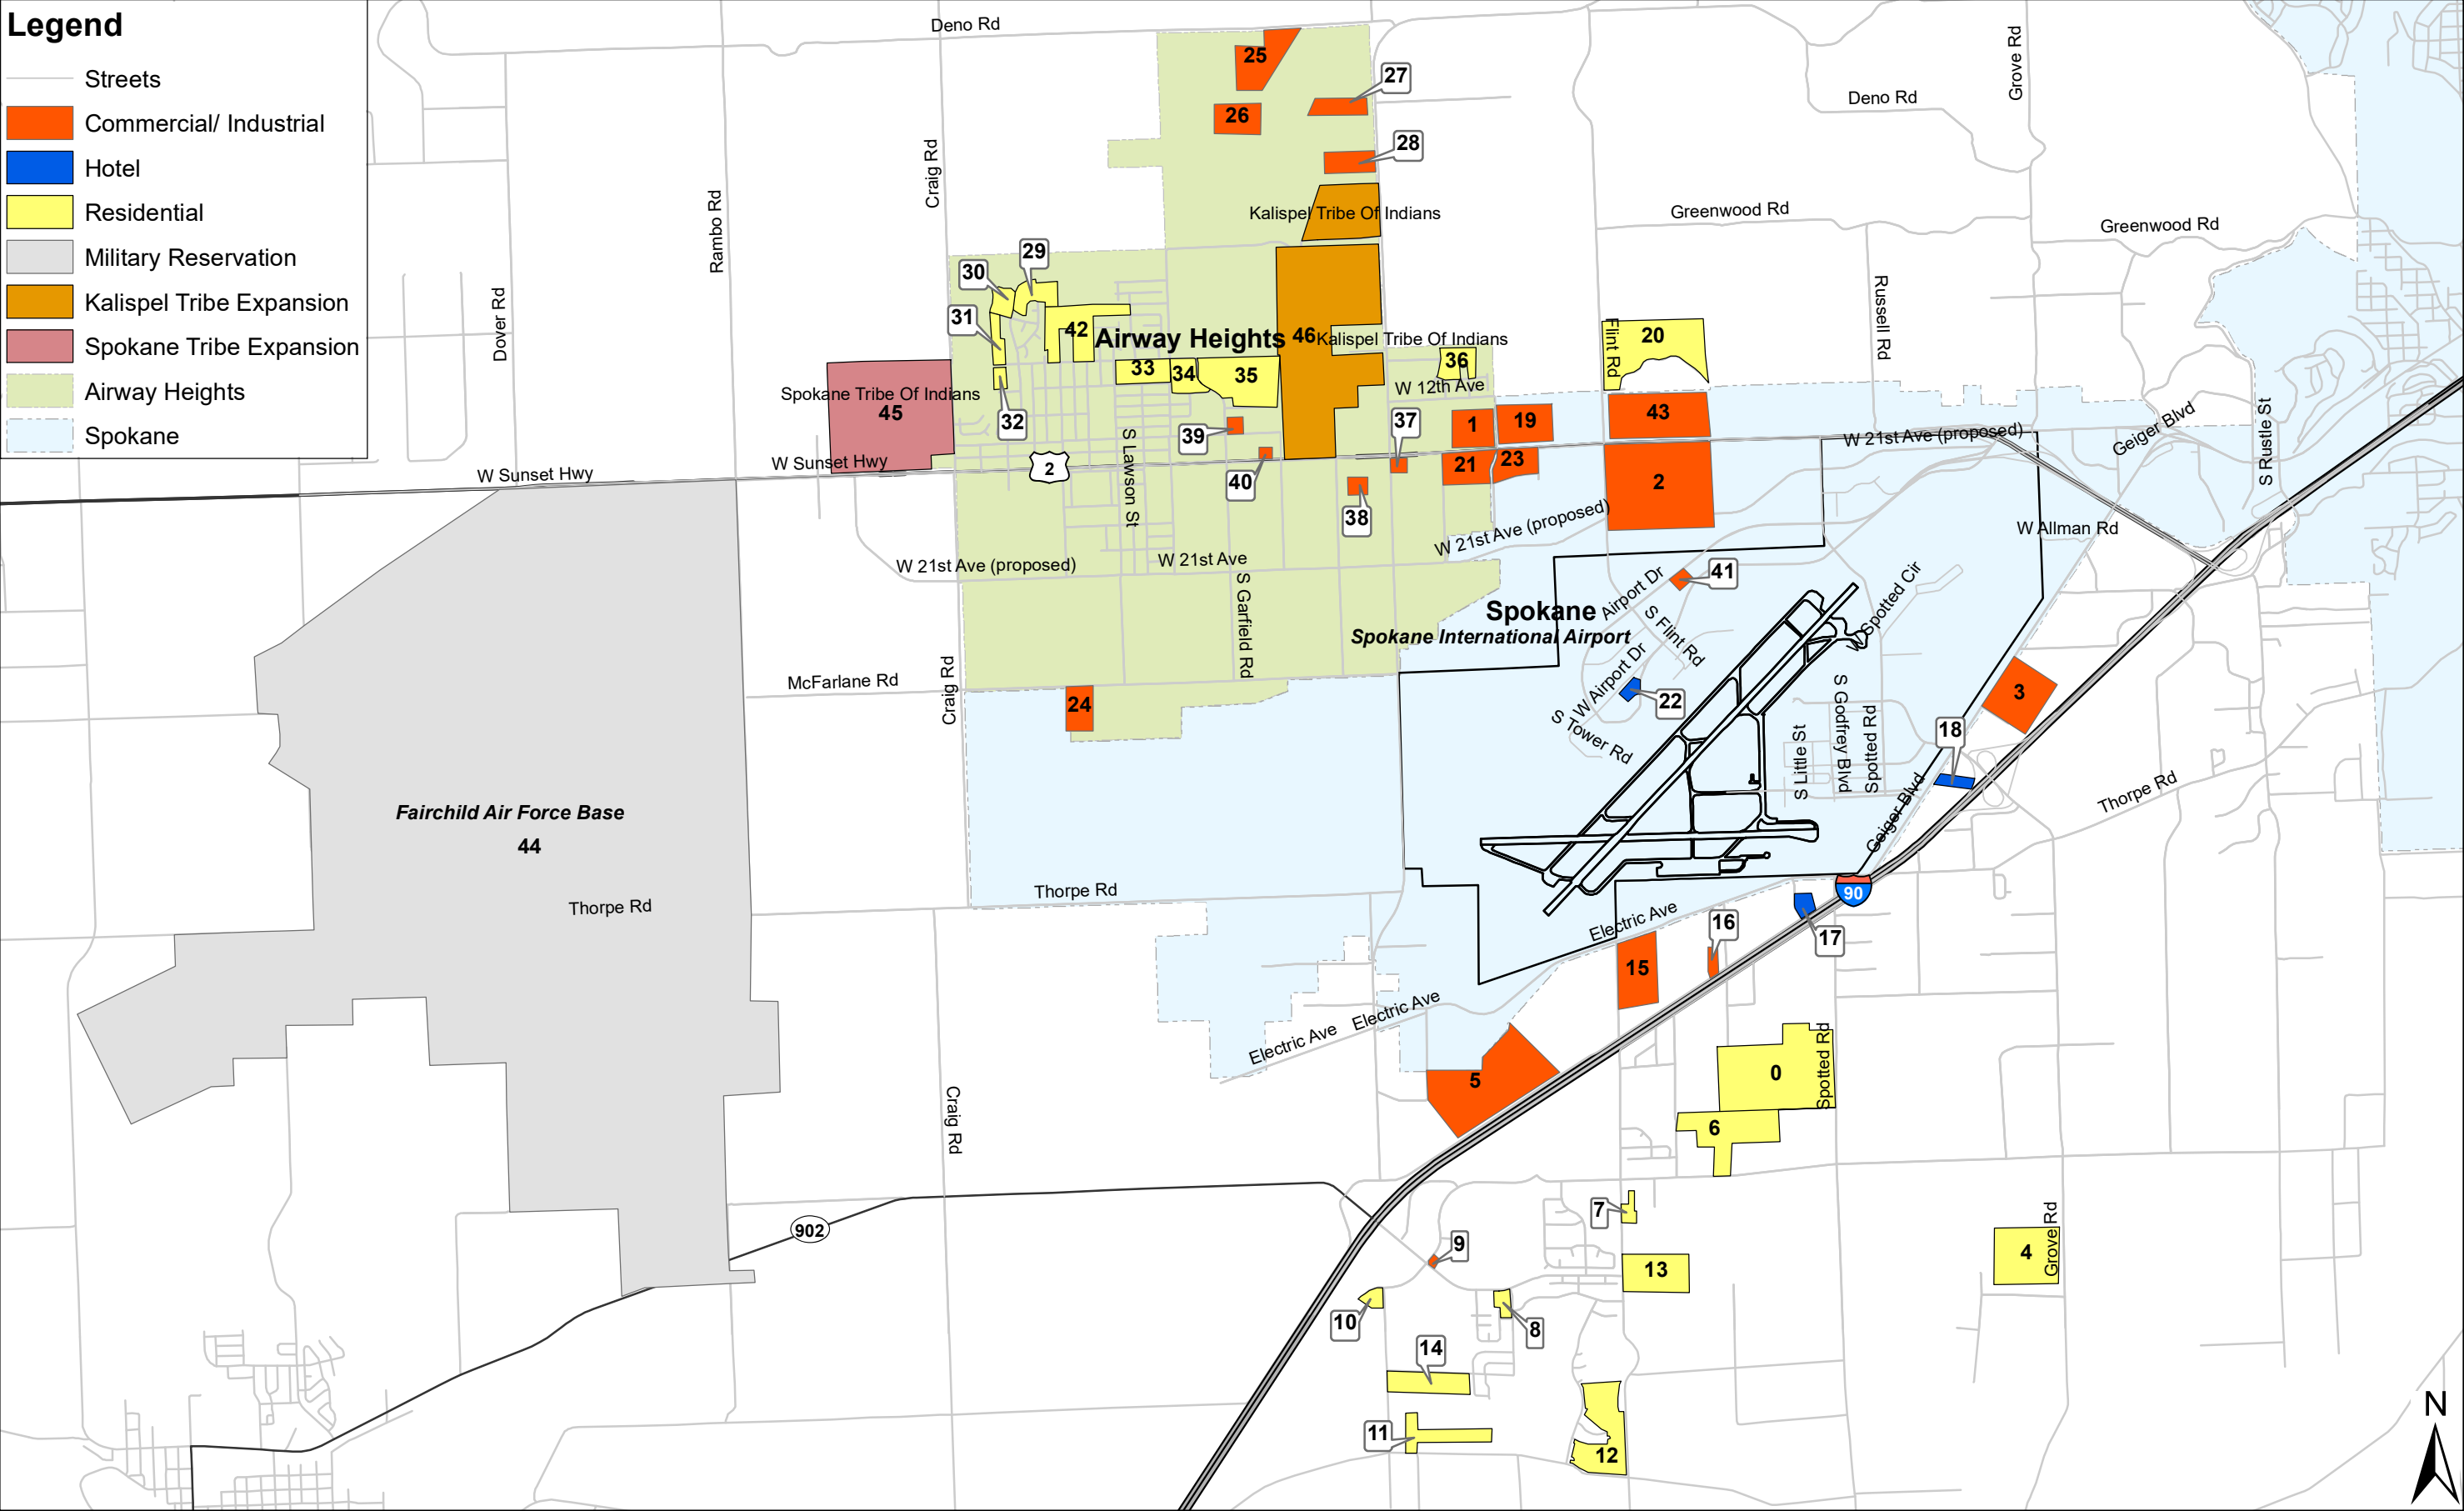 Legend
Streets
Commercial/ Industrial
Hotel
Residential
Military Reservation
Kalispel Tribe Expansion
Spokane Tribe Expansion
Airway Heights
Spokane
Deno Rd
Grove Rd
25
27
Deno Rd
26
28
Craig Rd
Rambo Rd
Kalispel Tribe Of Indians
Greenwood Rd
Greenwood Rd
29
30
31
Dover Rd
Russell Rd
42
Airway Heights
46
Kalispel Tribe Of Indians
Flint Rd
20
33
34
35
36
W 12th Ave
Spokane Tribe Of Indians
45
32
39
37
1
19
43
Geiger Blvd
S Rustle St
W 21st Ave (proposed)
W Sunset Hwy
W Sunset Hwy
2
S Lawson St
40
21
23
2
38
W 21st Ave (proposed)
W Allman Rd
W 21st Ave (proposed)
W 21st Ave
S Garfield Rd
41
Airport Dr
W Spotted Cir
Spokane
Spokane International Airport
S Flint Rd
McFarlane Rd
Craig Rd
24
W Airport Dr
22
S Tower Rd
S Little St
S Godfrey Blvd
Spotted Rd
3
18
Thorpe Rd
Geiger Blvd
Fairchild Air Force Base
44
Thorpe Rd
Thorpe Rd
90
Electric Ave
16
17
15
Electric Ave
Electric Ave
5
0
Spotted Rd
6
Craig Rd
902
7
9
13
4
Grove Rd
10
8
14
11
12
N